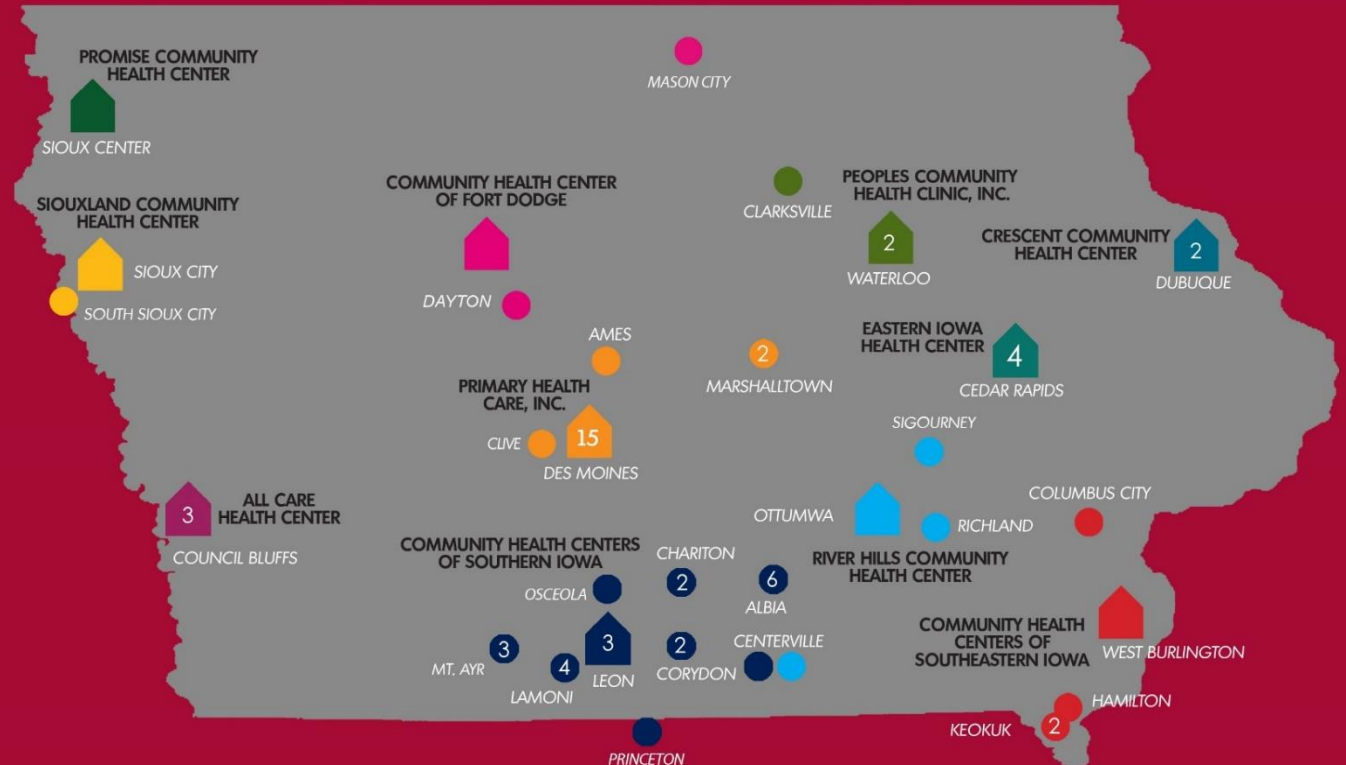 MASON CITY
PROMISE COMMUNITY
HEALTH CENTER
SIOUX CENTER
COMMUNITY HEALTH CENTER
OF FORT DODGE
CLARKSVILLE
PEOPLES COMMUNITY
HEALTH CLINIC, INC.
2
WATERLOO
SIOUXLAND COMMUNITY
HEALTH CENTER
SIOUX CITY
SOUTH SIOUX CITY
CRESCENT COMMUNITY
HEALTH CENTER
2
DUBUQUE
DAYTON
AMES
2
MARSHALLTOWN
EASTERN IOWA
HEALTH CENTER
4
CEDAR RAPIDS
PRIMARY HEALTH
CARE, INC.
CLIVE
15
DES MOINES
SIGOURNEY
3
ALL CARE
HEALTH CENTER
COUNCIL BLUFFS
OTTUMWA
RICHLAND
RIVER HILLS COMMUNITY
HEALTH CENTER
COLUMBUS CITY
COMMUNITY HEALTH CENTERS
OF SOUTHERN IOWA
OSCEOLA
CHARITON
2
6
ALBIA
3
MT. AYR
4
LAMONI
3
LEON
2
CORYDON
CENTERVILLE
COMMUNITY HEALTH
CENTERS OF
SOUTHEASTERN IOWA
WEST BURLINGTON
HAMILTON
KEOKUK
2
PRINCETON